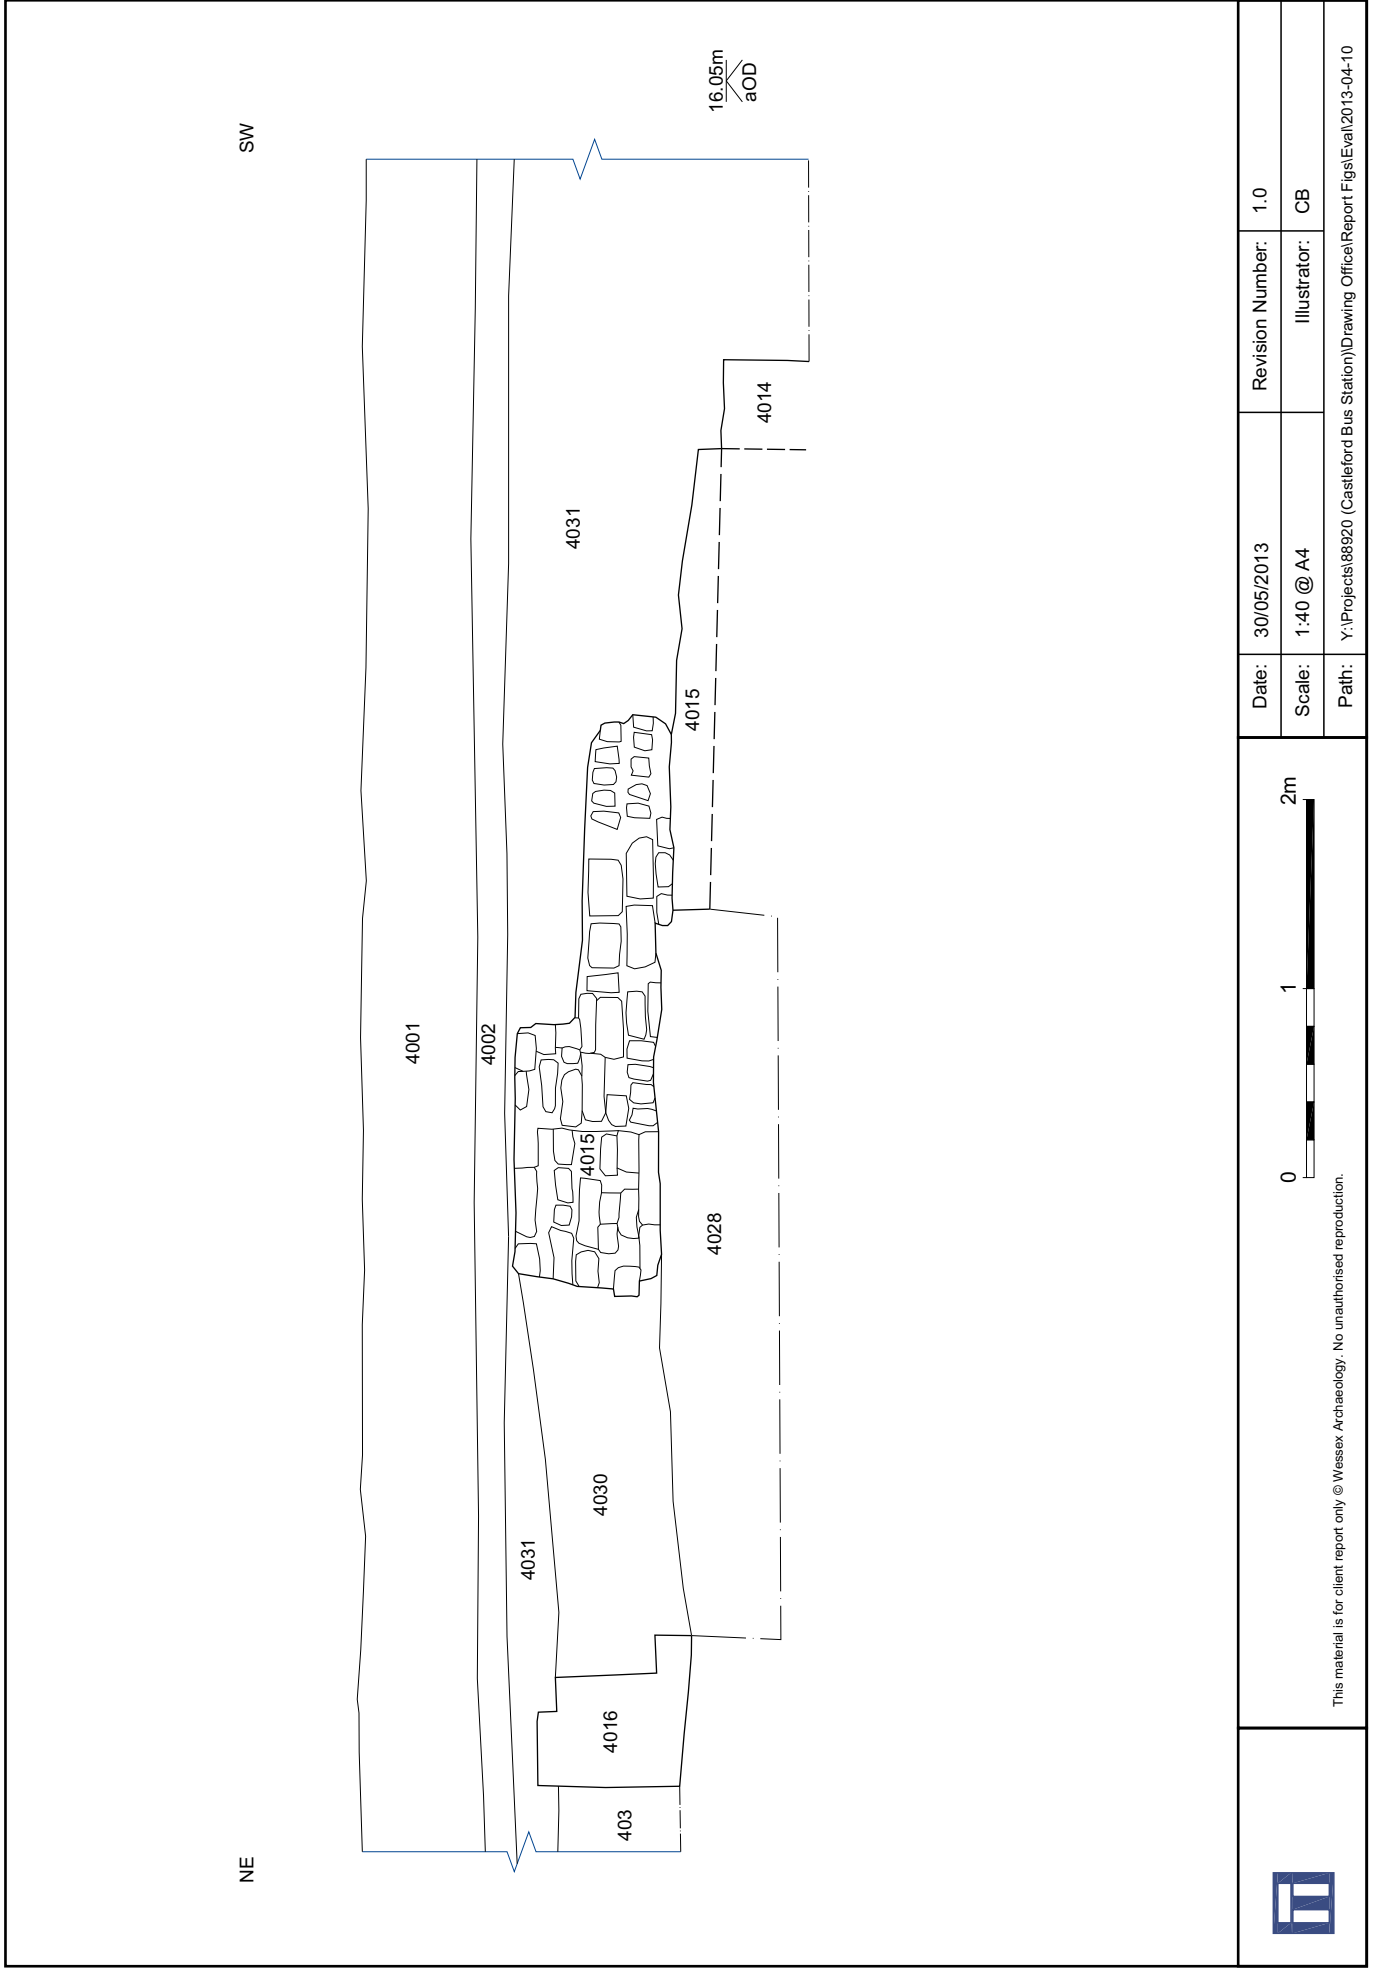 NE
SW
16.05m
aOD
4001
4002
4031
4031
4015
4015
4014
4030
4028
4016
403
0 1 2m
This material is for client report only © Wessex Archaeology. No unauthorised reproduction.
Date: 30/05/2013 Revision Number: 1.0
Scale: 1:40 @ A4 Illustrator: CB
Path: Y:\Projects\88920 (Castleford Bus Station)\Drawing Office\Report Figs\Eval\2013-04-10